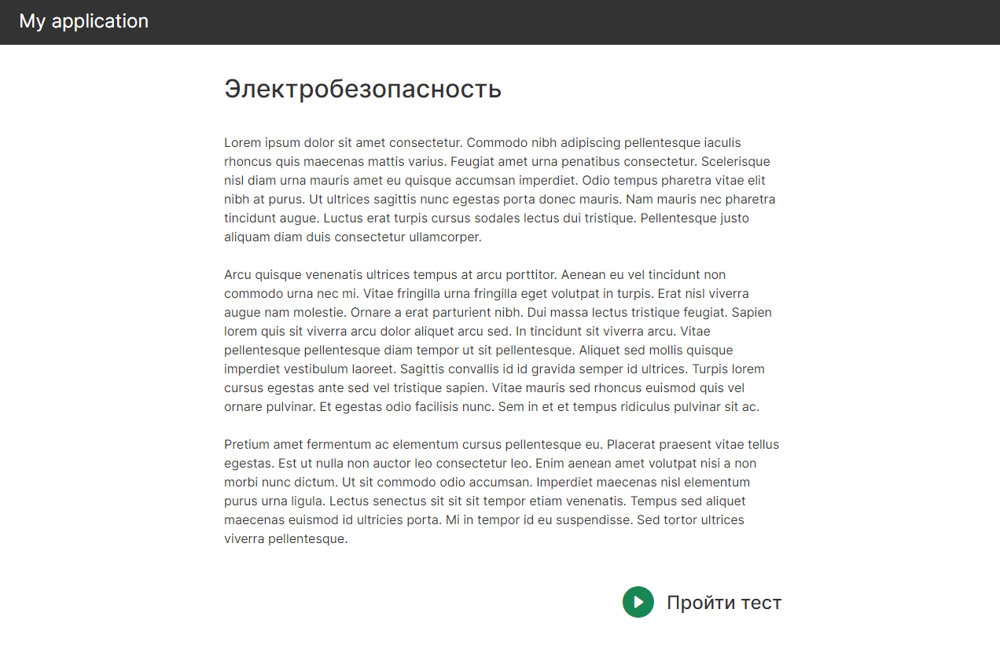 My application
Электробезопасность
Lorem ipsum dolor sit amet consectetur. Commodo nibh adipiscing pellentesque iaculis
rhoncus quis maecenas mattis varius. Feugiat amet urna penatibus consectetur. Scelerisque
nisl diam urna mauris amet eu quisque accumsan imperdiet. Odio tempus pharetra vitae elit
nibh at purus. Ut ultrices sagittis nunc egestas porta donec mauris. Nam mauris nec pharetra
tincidunt augue. Luctus erat turpis cursus sodales lectus dui tristique. Pellentesque justo
aliquam diam duis consectetur ullamcorper.
Arcu quisque venenatis ultrices tempus at arcu porttitor. Aenean eu vel tincidunt non
commodo urna nec mi. Vitae fringilla urna fringilla eget volutpat in turpis. Erat nisl viverra
augue nam molestie. Ornare a erat parturient nibh. Dui massa lectus tristique feugiat. Sapien
lorem quis sit viverra arcu dolor aliquet arcu sed. In tincidunt sit viverra arcu. Vitae
pellentesque pellentesque diam tempor ut sit pellentesque. Aliquet sed mollis quisque
imperdiet vestibulum laoreet. Sagittis convallis id id gravida semper id ultrices. Turpis lorem
cursus egestas ante sed vel tristique sapien. Vitae mauris sed rhoncus euismod quis vel
ornare pulvinar. Et egestas odio facilisis nunc. Sem in et et tempus ridiculus pulvinar sit ac.
Pretium amet fermentum ac elementum cursus pellentesque eu. Placerat praesent vitae tellus
egestas. Est ut nulla non auctor leo consectetur leo. Enim aenean amet volutpat nisi a non
morbi nunc dictum. Ut sit commodo odio accumsan. Imperdiet maecenas nisl elementum
purus urna ligula. Lectus senectus sit sit sit tempor etiam venenatis. Tempus sed aliquet
maecenas euismod id ultricies porta. Mi in tempor id eu suspendisse. Sed tortor ultrices
viverra pellentesque.
Пройти тест